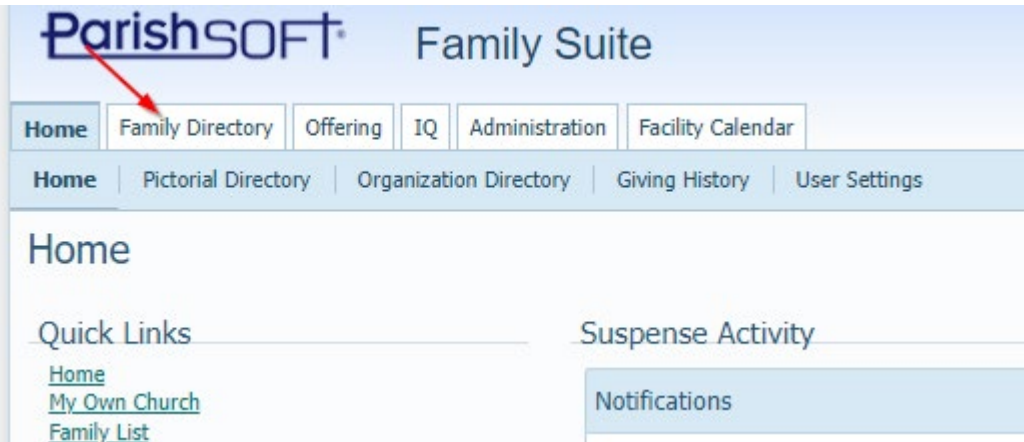 ParishSOFT Family Suite
Home Family Directory Offering IQ Administration Facility Calendar
Home Pictorial Directory Organization Directory Giving History User Settings
Home
Quick Links
Home
My Own Church
Family List
Suspense Activity
Notifications